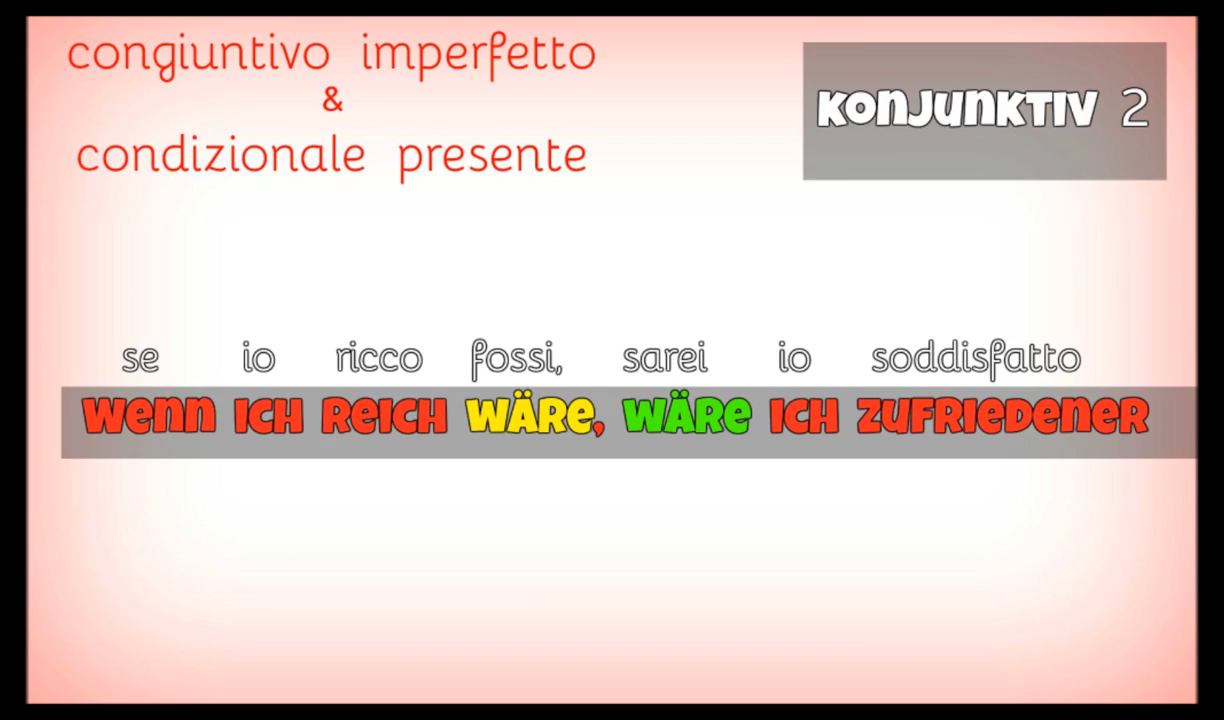 congiuntivo imperfetto
&
condizionale presente
KONJUNKTIV 2
se io ricco fossi, sarei io soddisfatto
WENN ICH REICH WÄRE, WÄRE ICH ZUFRIEDENER